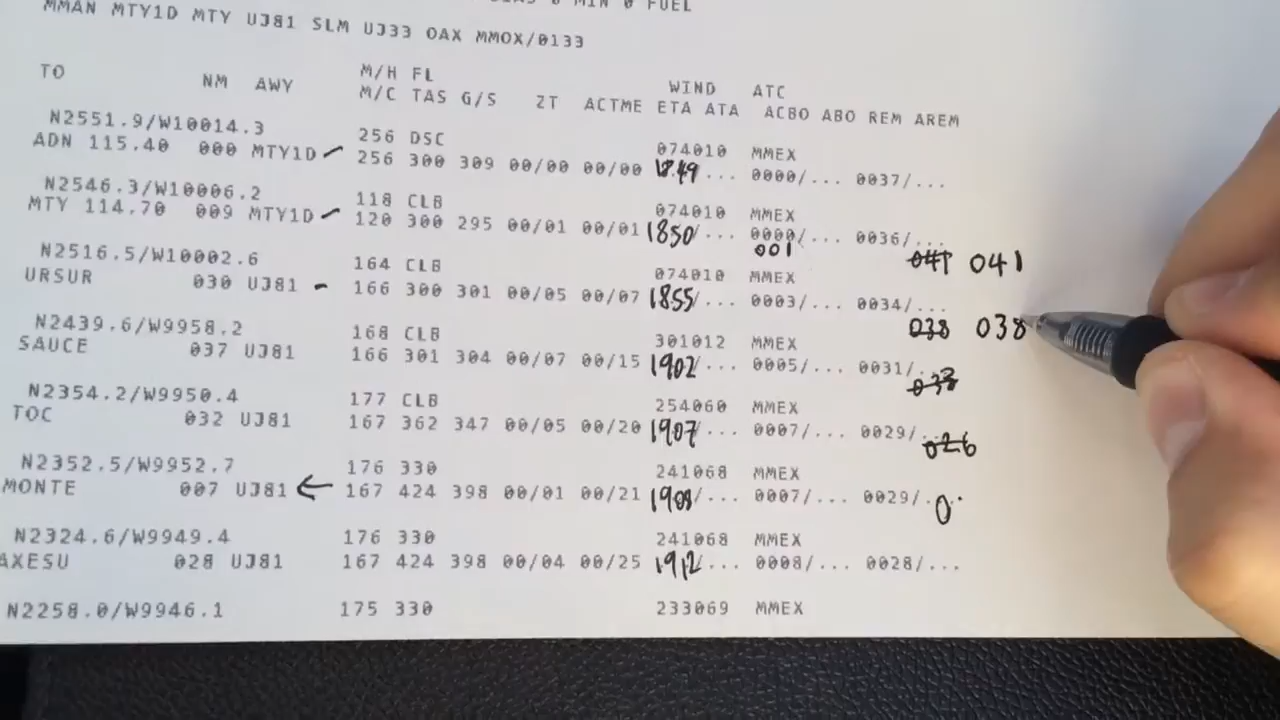 0 MIN 0 FUEL
MMAN MTY1D MTY UJ81 SLM UJ33 OAX MMOX/0133
M/H FL WIND ATC
TO NM AWY M/C TAS G/S ZT ACTME ETA ATA ACBO ABO REM AREM
N2551.9/W10014.3 256 DSC 074010 MMEX
ADN 115.40 000 MTY1D 256 300 309 00/00 00/00 1849 ... 0000/... 0037/...
N2546.3/W10006.2 118 CLB 074010 MMEX
MTY 114.70 009 MTY1D 120 300 295 00/01 00/01 1850/... 0000/... 0036/...
001 041 041
N2516.5/W10002.6 164 CLB 074010 MMEX
URSUR 030 UJ81 - 166 300 301 00/05 00/07 1855/... 0003/... 0034/...
038 038
N2439.6/W9958.2 168 CLB 301012 MMEX
SAUCE 037 UJ81 166 301 304 00/07 00/15 1902/... 0005/... 0031/...
033
N2354.2/W9950.4 177 CLB 254060 MMEX
TOC 032 UJ81 167 362 347 00/05 00/20 1907/... 0007/... 0029/...
026
N2352.5/W9952.7 176 330 241068 MMEX
MONTE 007 UJ81 ← 167 424 398 00/01 00/21 1908/... 0007/... 0029/...
0
N2324.6/W9949.4 176 330 241068 MMEX
AXESU 028 UJ81 167 424 398 00/04 00/25 1912/... 0008/... 0028/...
N2258.0/W9946.1 175 330 233069 MMEX